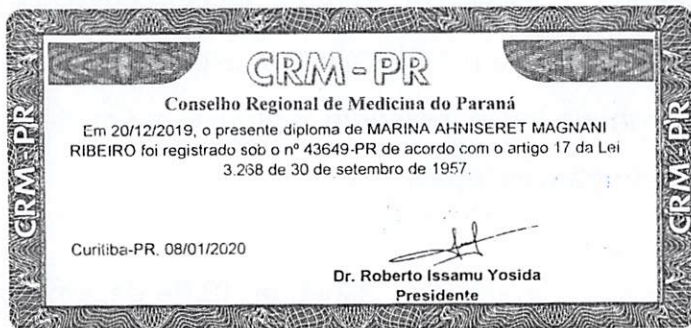 CRM-PR
Conselho Regional de Medicina do Paraná
Em 20/12/2019, o presente diploma de MARINA AHNISERET MAGNANI
RIBEIRO foi registrado sob o nº 43649-PR de acordo com o artigo 17 da Lei
3.268 de 30 de setembro de 1957.
Curitiba-PR, 08/01/2020
Dr. Roberto Issamu Yosida
Presidente
CRM-PR
CRM-PR